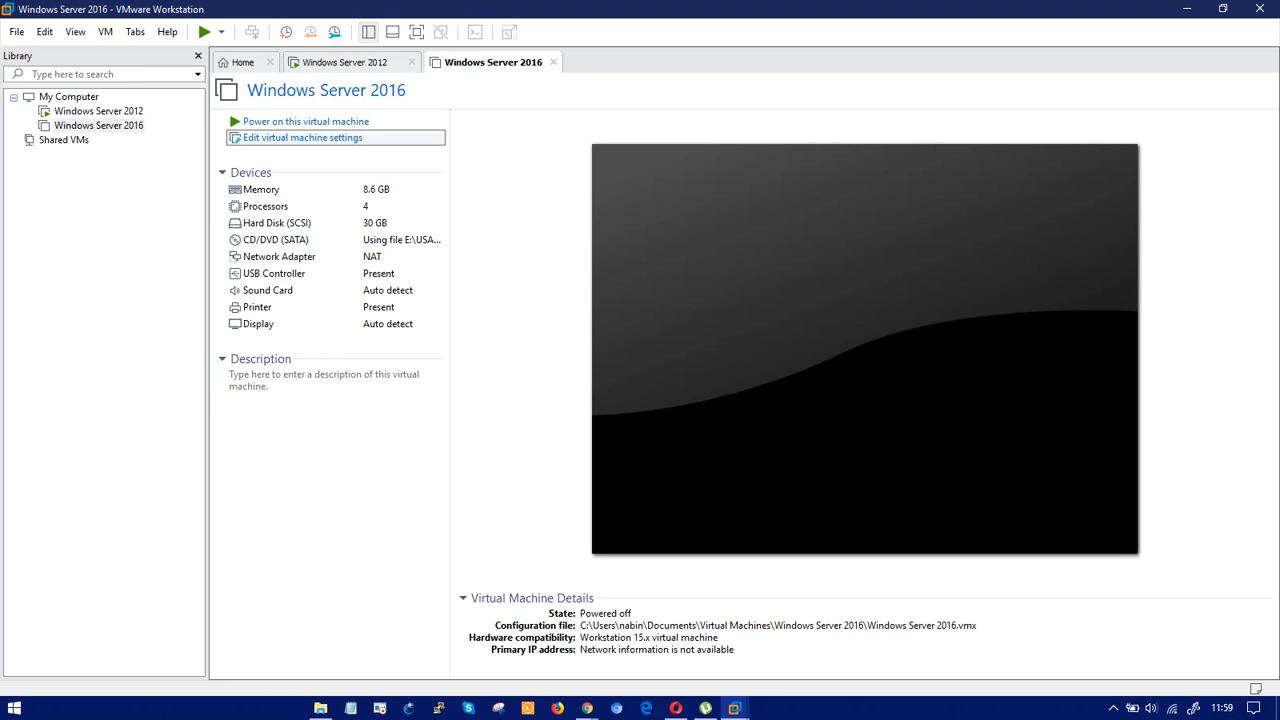 Windows Server 2016 - VMware Workstation
File Edit View VM Tabs Help
Library
Type here to search
My Computer
Windows Server 2012
Windows Server 2016
Shared VMs
Home
Windows Server 2012
Windows Server 2016
Windows Server 2016
Power on this virtual machine
Edit virtual machine settings
Devices
Memory 8.6 GB
Processors 4
Hard Disk (SCSI) 30 GB
CD/DVD (SATA) Using file E:\USA...
Network Adapter NAT
USB Controller Present
Sound Card Auto detect
Printer Present
Display Auto detect
Description
Type here to enter a description of this virtual
machine.
Virtual Machine Details
State: Powered off
Configuration file: C:\Users\nabin\Documents\Virtual Machines\Windows Server 2016\Windows Server 2016.vmx
Hardware compatibility: Workstation 15.x virtual machine
Primary IP address: Network information is not available
11:59